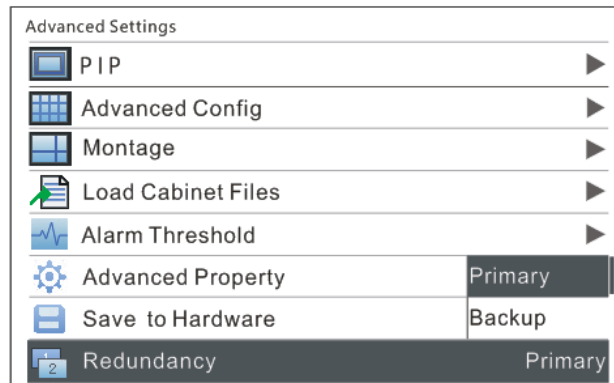 Advanced Settings
PIP
Advanced Config
Montage
Load Cabinet Files
Alarm Threshold
Advanced Property Primary
Save to Hardware Backup
2 Redundancy Primary